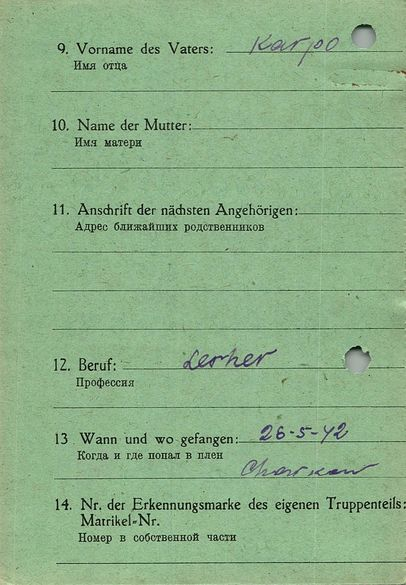 9. Vorname des Vaters: Karpo
Имя отца
10. Name der Mutter:
Имя матери
11. Anschrift der nächsten Angehörigen:
Адрес ближайших родственников
12. Beruf:
Профессия
13 Wann und wo gefangen: 26-5-42
Когда и где попал в плен
Charkow
14. Nr. der Erkennungsmarke des eigenen Truppenteils:
Matrikel-Nr.
Номер в собственной части